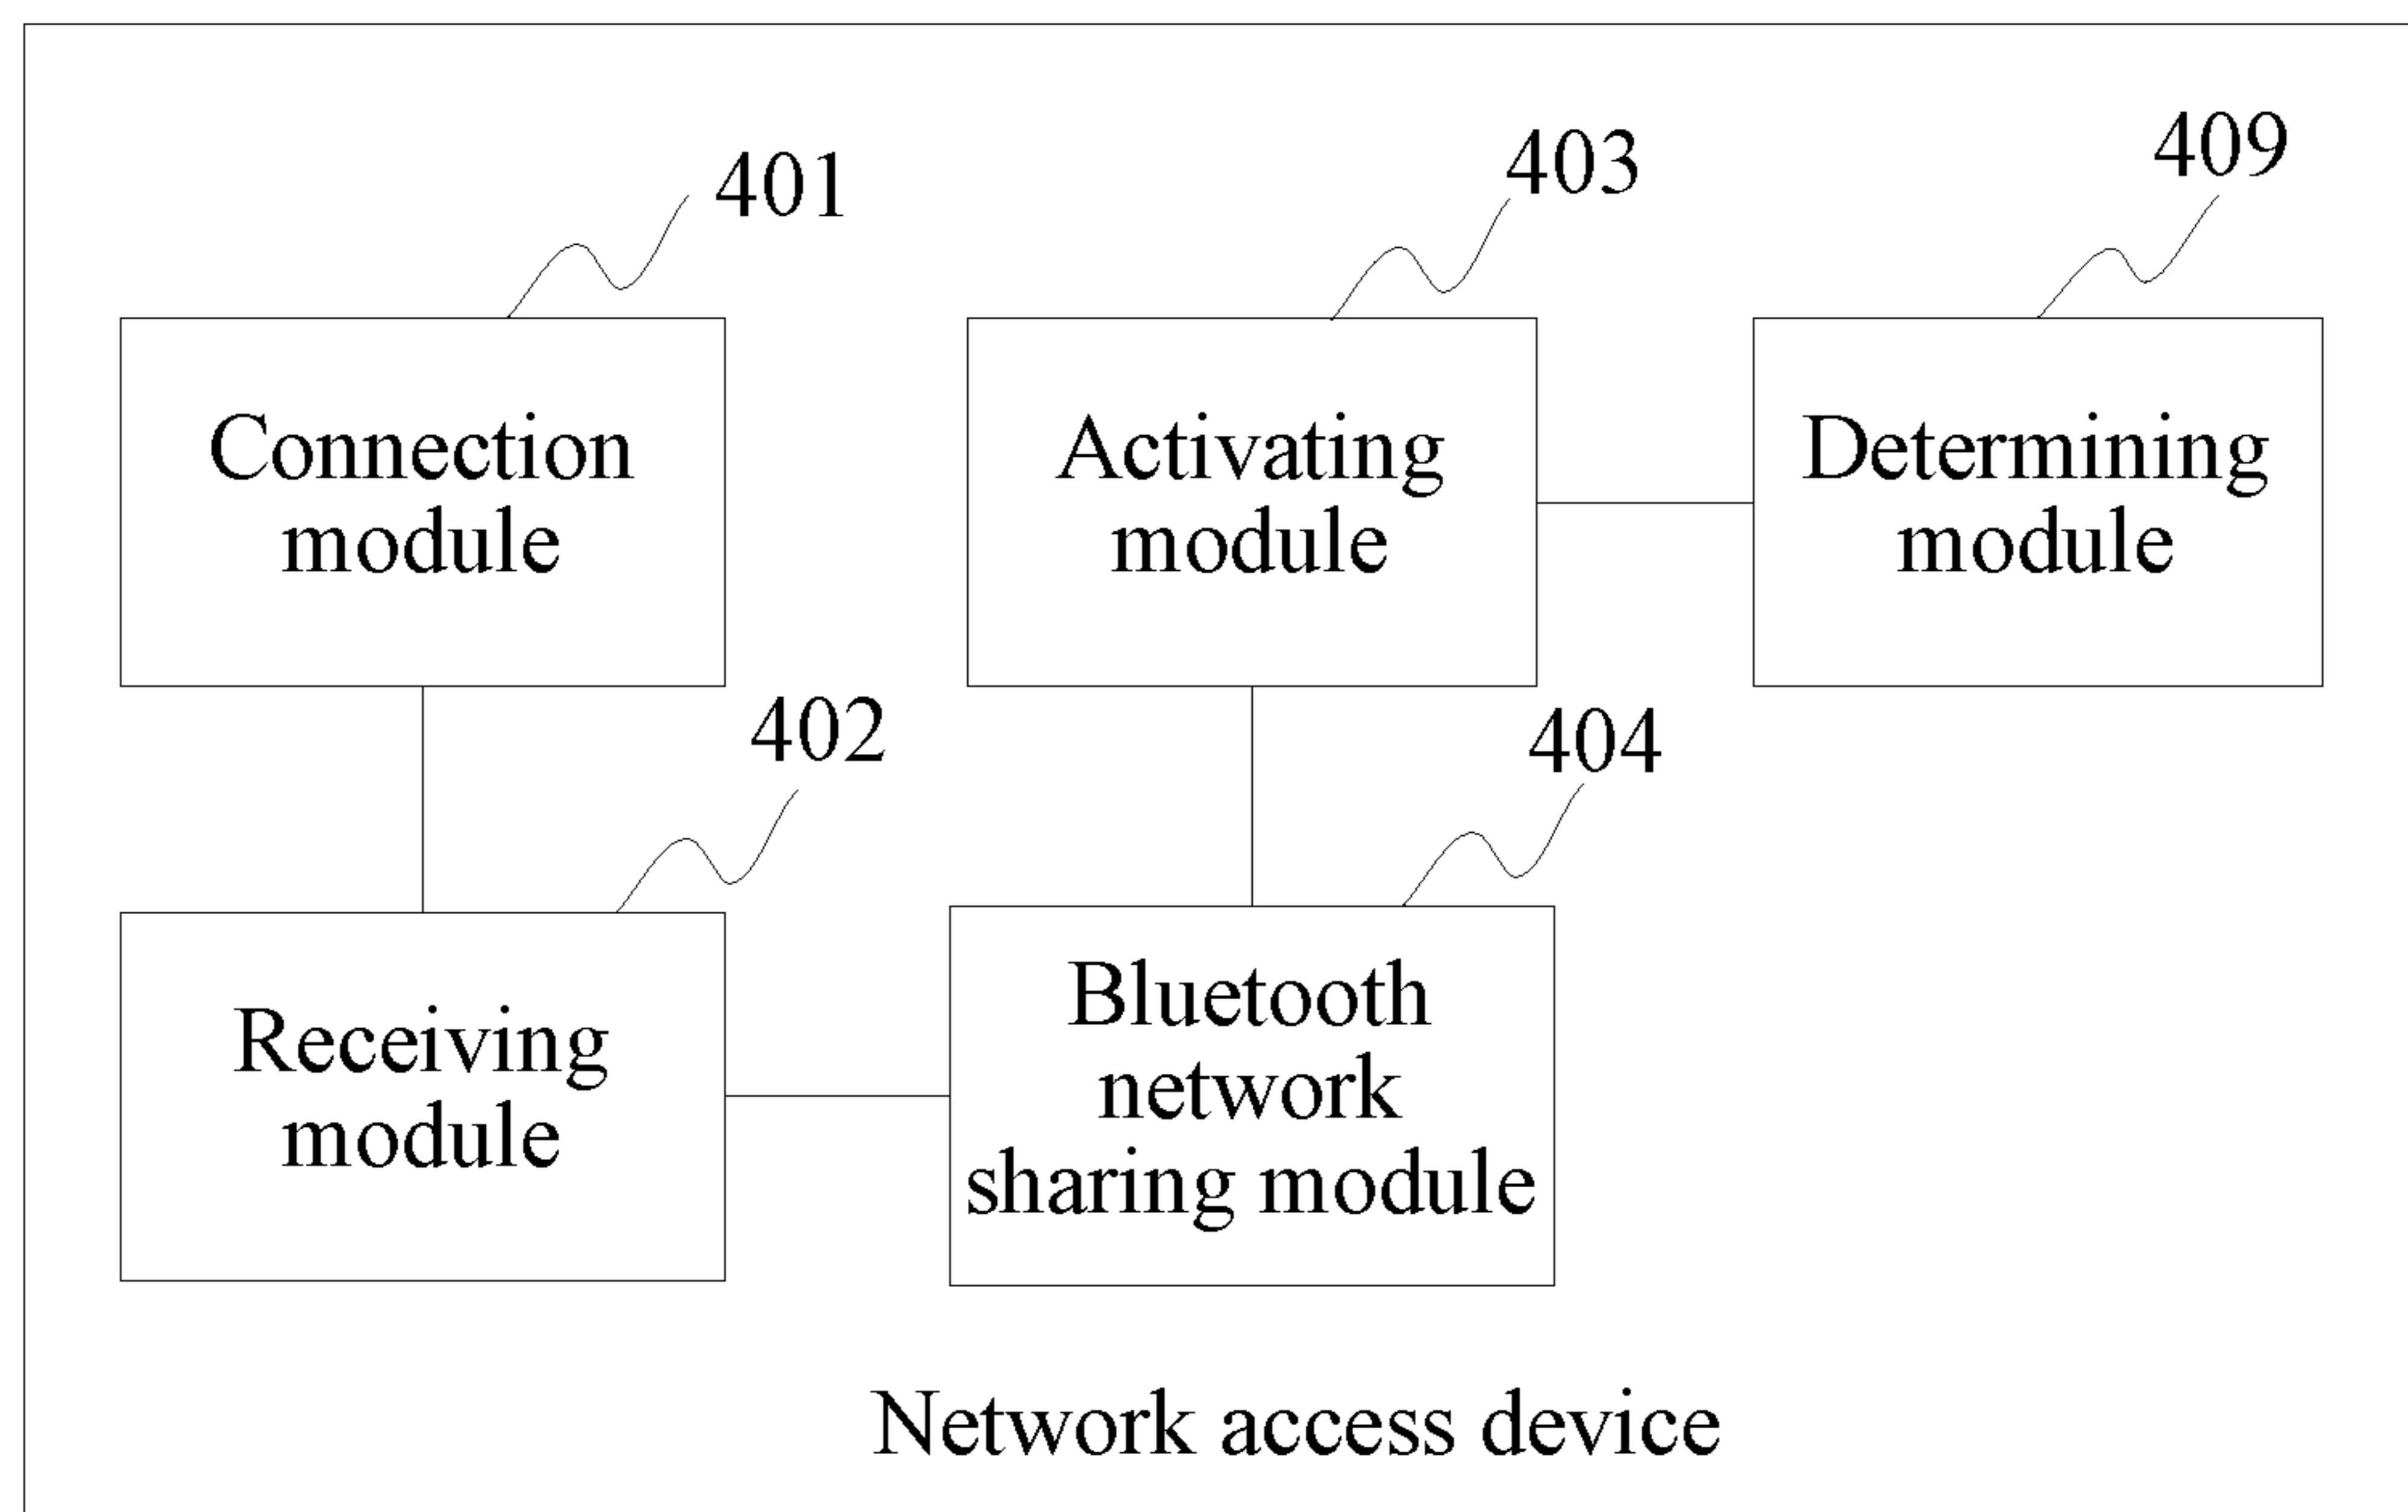 401
403
409
Connection
module
Activating
module
Determining
module
402
404
Receiving
module
Bluetooth
network
sharing module
Network access device